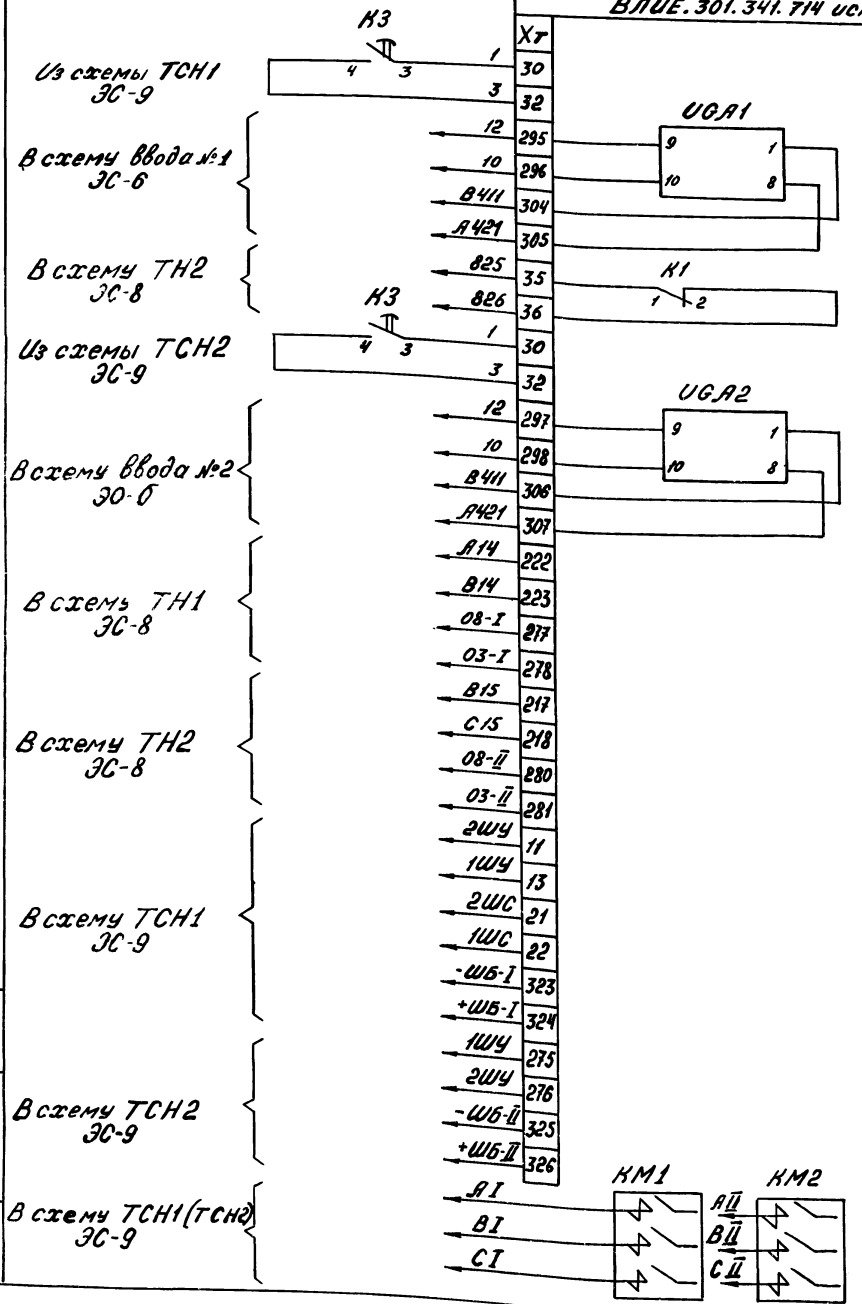 ВЛИЕ.301.341.714 исп
Хт
К3
Из схемы ТСН1
ЭС-9
4 3 1 30
3 32
В схему ввода №1
ЭС-6
12 295
10 296
В411 304
А421 305
UGA1
9 1
10 8
В схему ТН2
ЭС-8
825 35
826 36
К1
1 2
К3
Из схемы ТСН2
ЭС-9
4 3 1 30
3 32
В схему ввода №2
ЭО-б
12 297
10 298
В411 306
А421 307
UGA2
9 1
10 8
В схему ТН1
ЭС-8
А14 222
В14 223
08-I 277
03-I 278
В схему ТН2
ЭС-8
В15 217
С15 218
08-II 280
03-II 281
В схему ТСН1
ЭС-9
2ШУ 11
1ШУ 13
2ШС 21
1ШС 22
-ШБ-I 323
+ШБ-I 324
В схему ТСН2
ЭС-9
1ШУ 275
2ШУ 276
-ШБ-II 325
+ШБ-II 326
В схему ТСН1(ТСН2)
ЭС-9
АI
ВI
СI
КМ1
АII
ВII
СII
КМ2